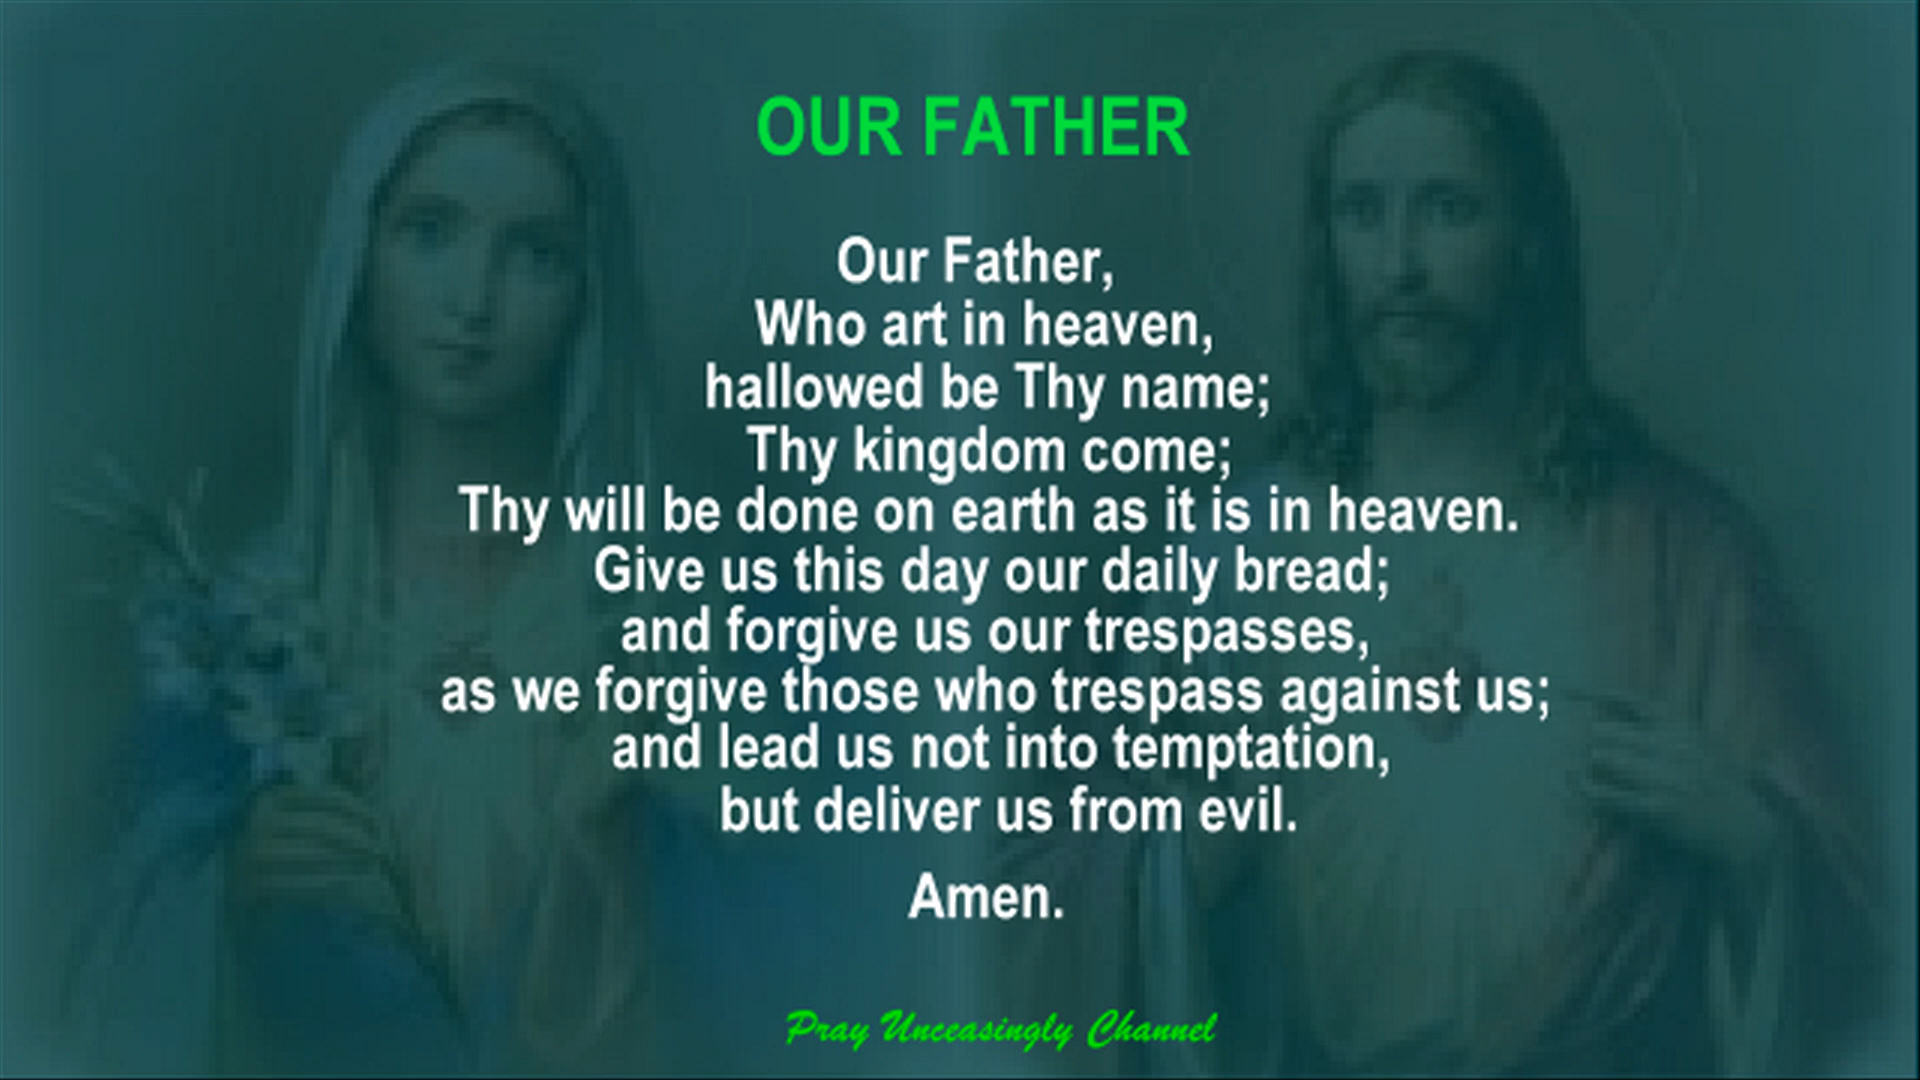 OUR FATHER
Our Father,
Who art in heaven,
hallowed be Thy name;
Thy kingdom come;
Thy will be done on earth as it is in heaven.
Give us this day our daily bread;
and forgive us our trespasses,
as we forgive those who trespass against us;
and lead us not into temptation,
but deliver us from evil.
Amen.
Pray Unceasingly Channel